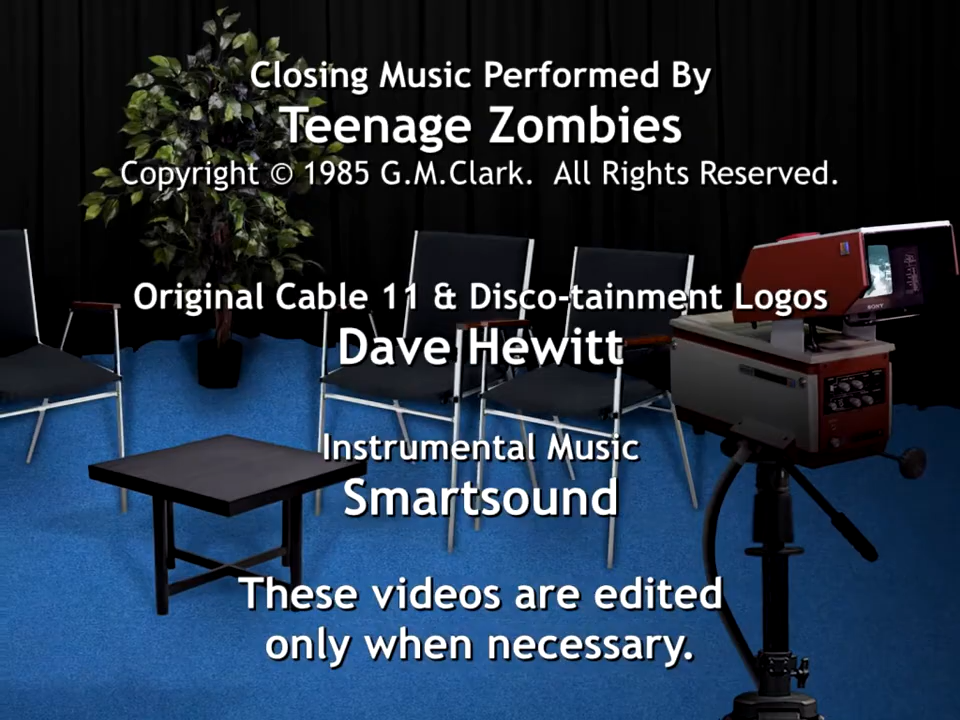 Closing Music Performed By
Teenage Zombies
Copyright © 1985 G.M.Clark.  All Rights Reserved.
Original Cable 11 & Disco-tainment Logos
Dave Hewitt
SONY
Instrumental Music
Smartsound
These videos are edited
only when necessary.